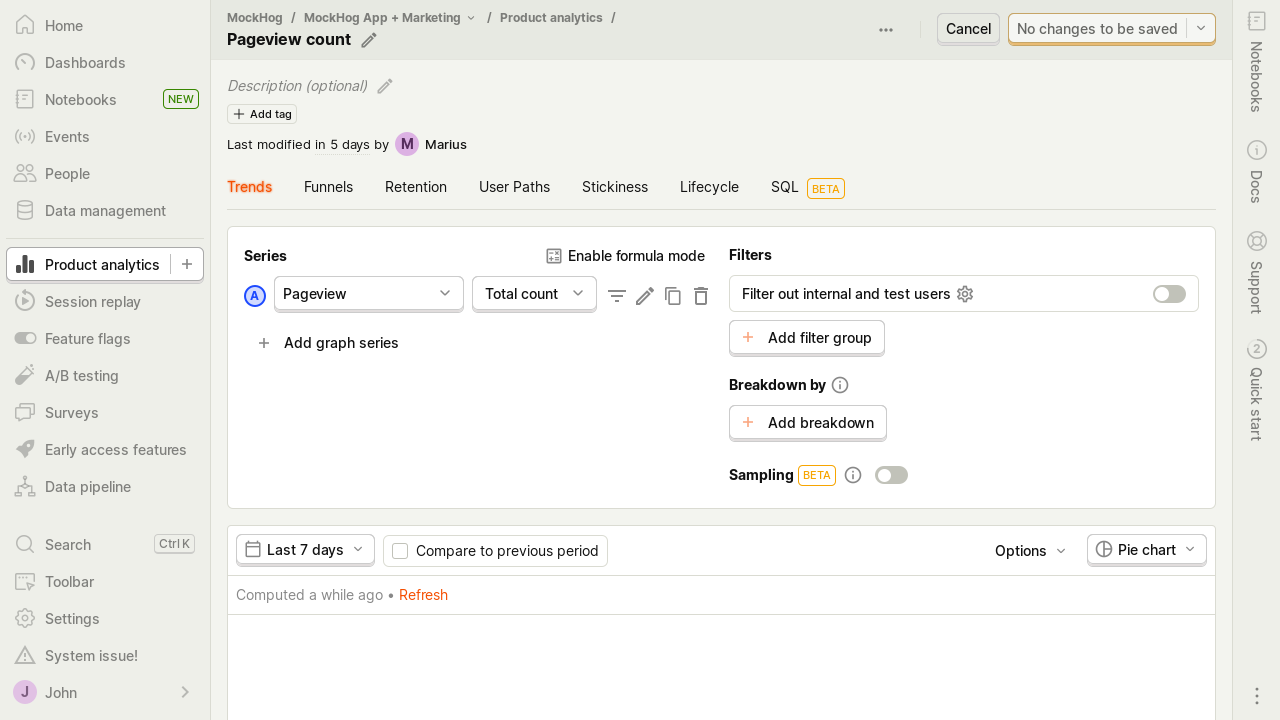 Home
Dashboards
Notebooks NEW
Events
People
Data management
Product analytics
Session replay
Feature flags
A/B testing
Surveys
Early access features
Data pipeline
Search Ctrl K
Toolbar
Settings
System issue!
J John
MockHog / MockHog App + Marketing / Product analytics /
Pageview count
Cancel No changes to be saved
Description (optional)
Add tag
Last modified in 5 days by M Marius
Trends Funnels Retention User Paths Stickiness Lifecycle SQL BETA
Series Enable formula mode
A Pageview Total count
Add graph series
Filters
Filter out internal and test users
Add filter group
Breakdown by
Add breakdown
Sampling BETA
Last 7 days Compare to previous period Options Pie chart
Computed a while ago • Refresh
Notebooks
Docs
Support
2 Quick start